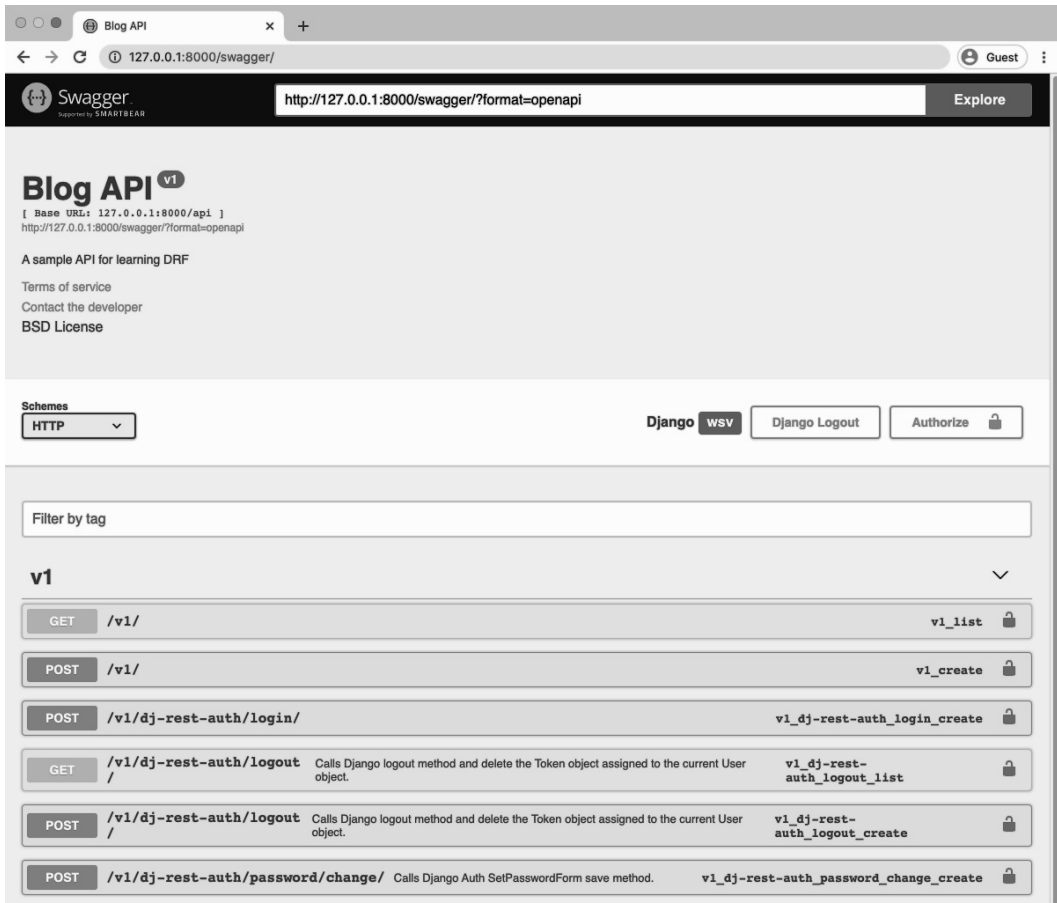 Blog API
127.0.0.1:8000/swagger/
Guest
Swagger.
Supported by SMARTBEAR
http://127.0.0.1:8000/swagger/?format=openapi
Explore
Blog API v1
[ Base URL: 127.0.0.1:8000/api ]
http://127.0.0.1:8000/swagger/?format=openapi
A sample API for learning DRF
Terms of service
Contact the developer
BSD License
Schemes
HTTP
Django wsv Django Logout Authorize
Filter by tag
v1
GET /v1/ v1_list
POST /v1/ v1_create
POST /v1/dj-rest-auth/login/ v1_dj-rest-auth_login_create
GET /v1/dj-rest-auth/logout Calls Django logout method and delete the Token object assigned to the current User v1_dj-rest-
/ object. auth_logout_list
POST /v1/dj-rest-auth/logout Calls Django logout method and delete the Token object assigned to the current User v1_dj-rest-
/ object. auth_logout_create
POST /v1/dj-rest-auth/password/change/ Calls Django Auth SetPasswordForm save method. v1_dj-rest-auth_password_change_create